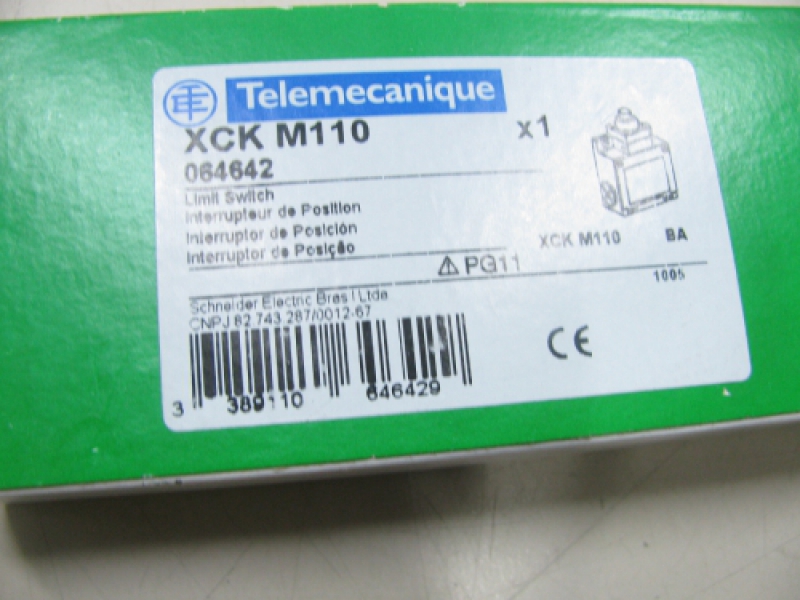 Telemecanique
XCK M110 x1
064642
Limit Switch
Interrupteur de Position
Interruptor de Posición
Interruptor de Posição
XCK M110 BA
PG11
1005
Schneider Electric Brasil Ltda
CNPJ 82 743 287/0012-67
CE
3 389110 646429